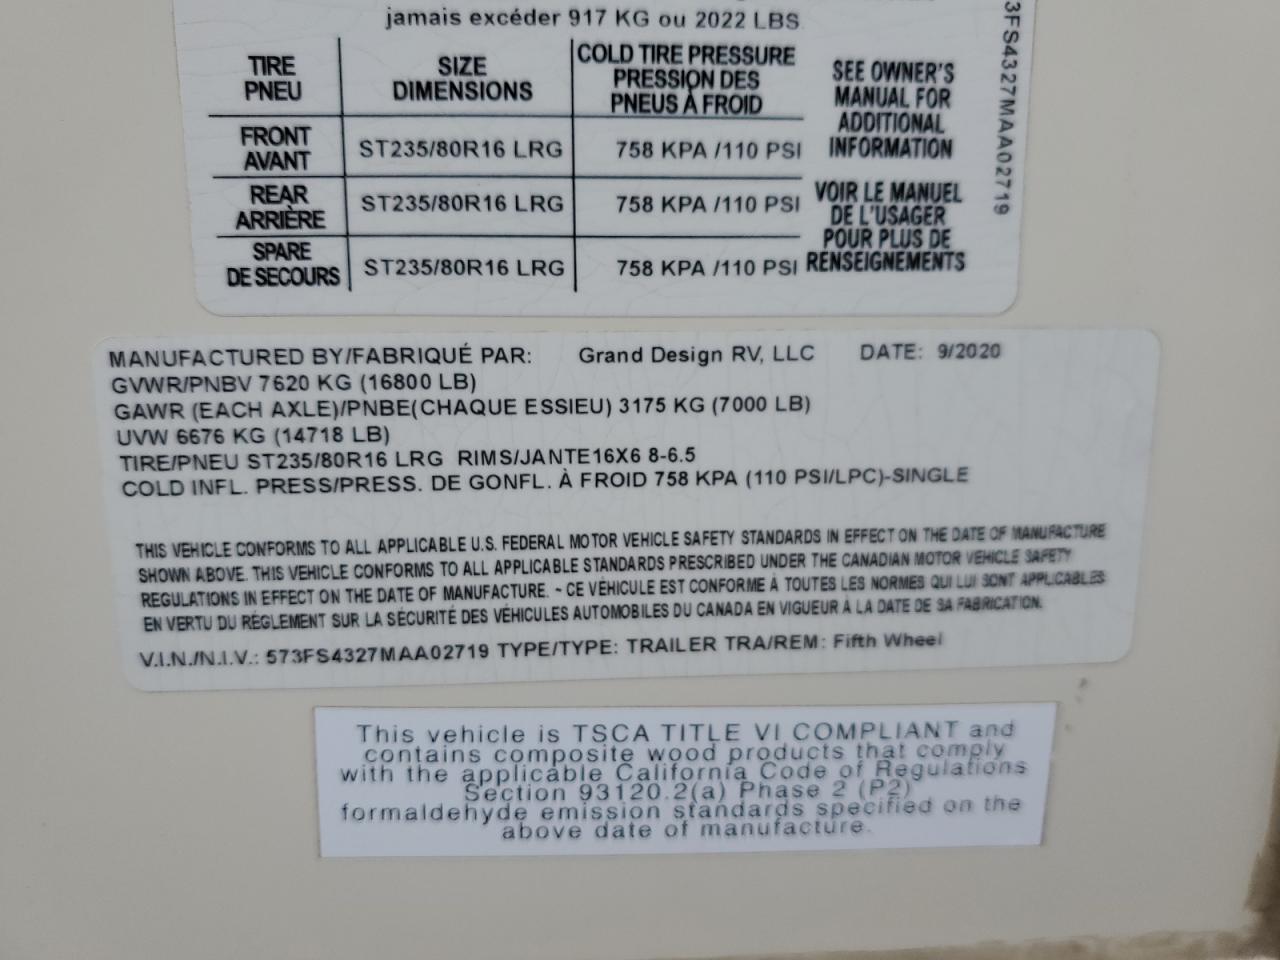 jamais excéder 917 KG ou 2022 LBS
TIRE
PNEU
SIZE
DIMENSIONS
COLD TIRE PRESSURE
PRESSION DES
PNEUS À FROID
FRONT
AVANT
ST235/80R16 LRG
758 KPA /110 PSI
REAR
ARRIÈRE
ST235/80R16 LRG
758 KPA /110 PSI
SPARE
DE SECOURS
ST235/80R16 LRG
758 KPA /110 PSI
SEE OWNER'S
MANUAL FOR
ADDITIONAL
INFORMATION
VOIR LE MANUEL
DE L'USAGER
POUR PLUS DE
RENSEIGNEMENTS
3FS4327MAA02719
MANUFACTURED BY/FABRIQUÉ PAR: Grand Design RV, LLC DATE: 9/2020
GVWR/PNBV 7620 KG (16800 LB)
GAWR (EACH AXLE)/PNBE(CHAQUE ESSIEU) 3175 KG (7000 LB)
UVW 6676 KG (14718 LB)
TIRE/PNEU ST235/80R16 LRG RIMS/JANTE16X6 8-6.5
COLD INFL. PRESS/PRESS. DE GONFL. À FROID 758 KPA (110 PSI/LPC)-SINGLE
THIS VEHICLE CONFORMS TO ALL APPLICABLE U.S. FEDERAL MOTOR VEHICLE SAFETY STANDARDS IN EFFECT ON THE DATE OF MANUFACTURE
SHOWN ABOVE. THIS VEHICLE CONFORMS TO ALL APPLICABLE STANDARDS PRESCRIBED UNDER THE CANADIAN MOTOR VEHICLE SAFETY
REGULATIONS IN EFFECT ON THE DATE OF MANUFACTURE. - CE VÉHICULE EST CONFORME À TOUTES LES NORMES QUI LUI SONT APPLICABLES
EN VERTU DU RÉGLEMENT SUR LA SÉCURITÉ DES VÉHICULES AUTOMOBILES DU CANADA EN VIGUEUR À LA DATE DE SA FABRICATION.
V.I.N./N.I.V.: 573FS4327MAA02719 TYPE/TYPE: TRAILER TRA/REM: Fifth Wheel
This vehicle is TSCA TITLE VI COMPLIANT and
contains composite wood products that comply
with the applicable California Code of Regulations
Section 93120.2(a) Phase 2 (P2)
formaldehyde emission standards specified on the
above date of manufacture.